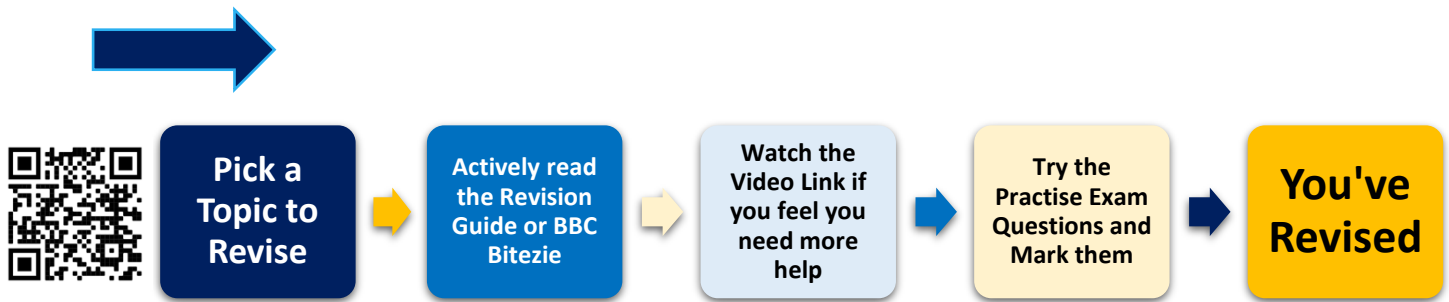 Pick a
Topic to
Revise
Actively read
the Revision
Guide or BBC
Bitezie
Watch the
Video Link if
you feel you
need more
help
Try the
Practise Exam
Questions and
Mark them
You've
Revised